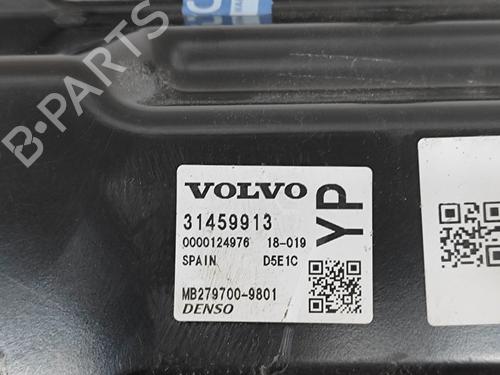 B-PARTS
VOLVO
YP
31459913
0000124976 18-019
SPAIN D5E1C
MB279700-9801
DENSO